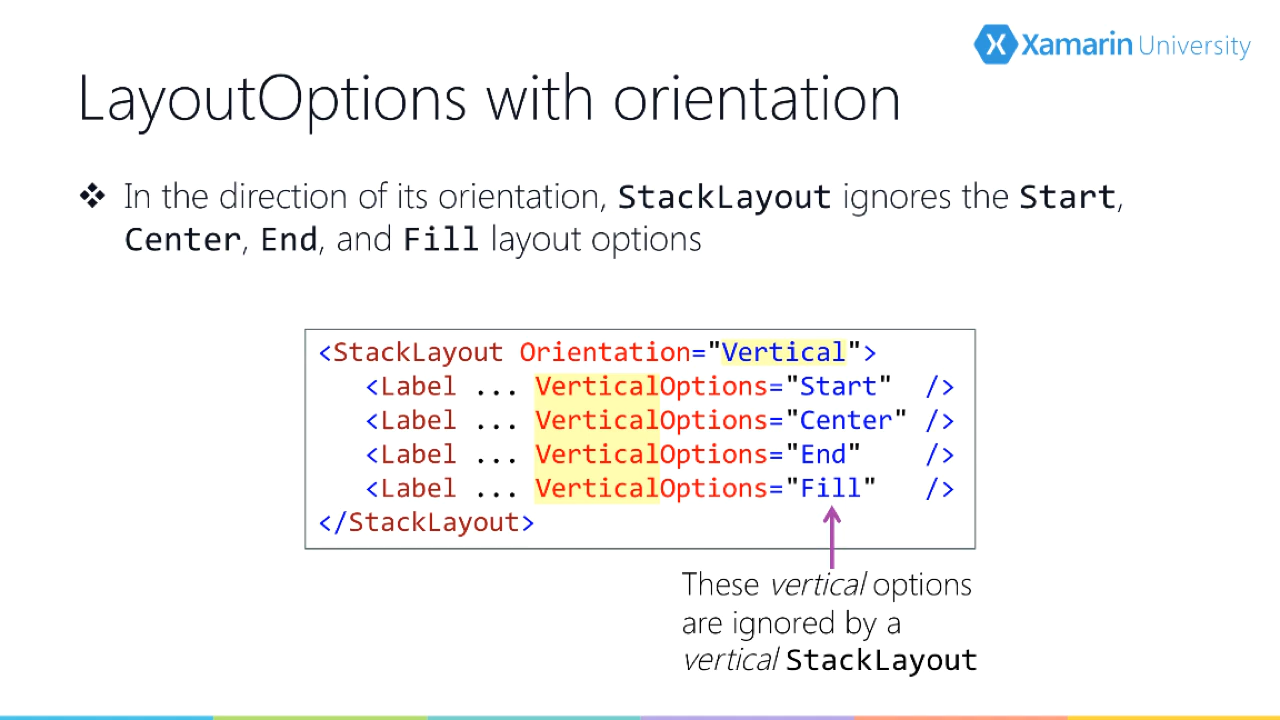 Xamarin University
LayoutOptions with orientation
❖ In the direction of its orientation, StackLayout ignores the Start,
Center, End, and Fill layout options
<StackLayout Orientation="Vertical">
   <Label ... VerticalOptions="Start"  />
   <Label ... VerticalOptions="Center" />
   <Label ... VerticalOptions="End"    />
   <Label ... VerticalOptions="Fill"   />
</StackLayout>
These vertical options
are ignored by a
vertical StackLayout